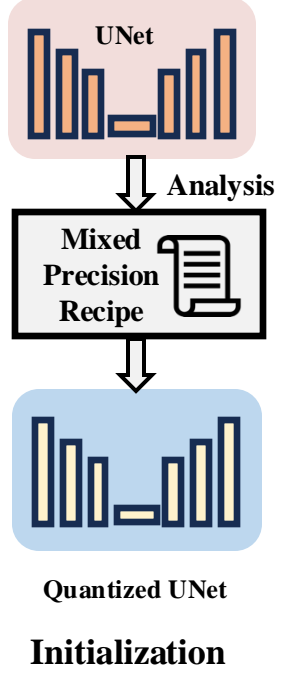 UNet
Analysis
Mixed
Precision
Recipe
Quantized UNet
Initialization